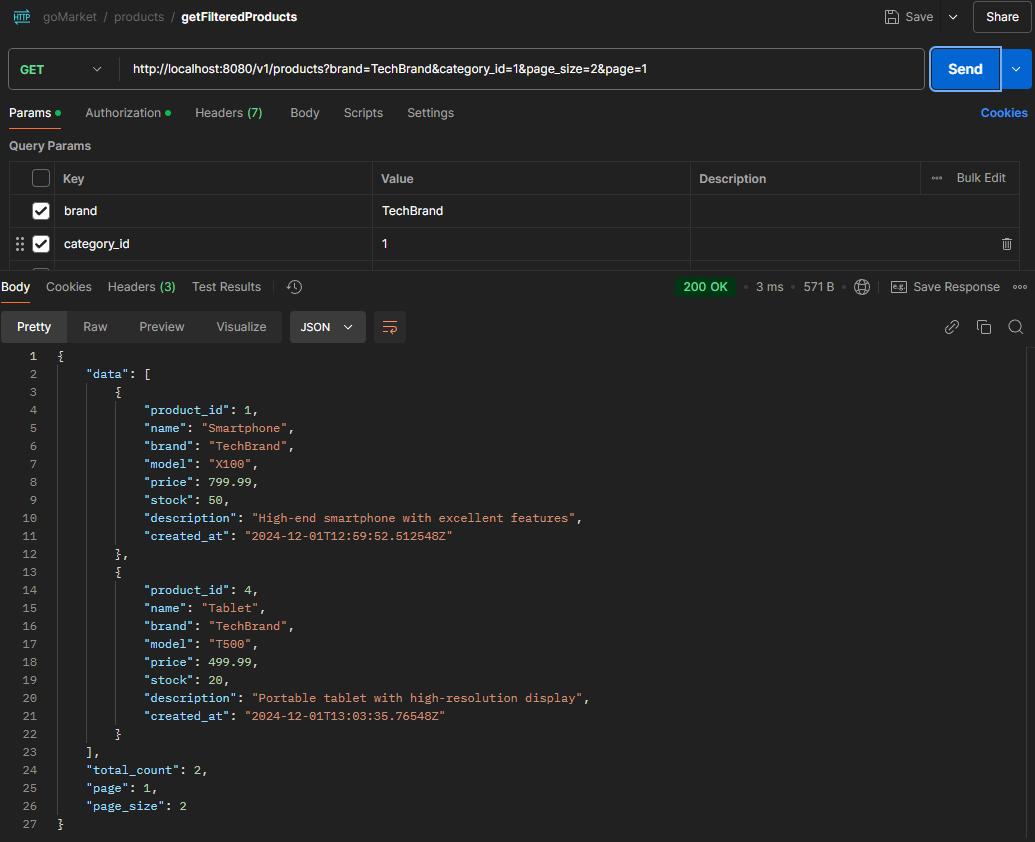 HTTP goMarket / products / getFilteredProducts Save Share
GET http://localhost:8080/v1/products?brand=TechBrand&category_id=1&page_size=2&page=1 Send
Params Authorization Headers (7) Body Scripts Settings Cookies
Query Params
Key Value Description Bulk Edit
brand TechBrand
category_id 1
Body Cookies Headers (3) Test Results 200 OK 3 ms 571 B e.g. Save Response
Pretty Raw Preview Visualize JSON
1 {
2 "data": [
3 {
4 "product_id": 1,
5 "name": "Smartphone",
6 "brand": "TechBrand",
7 "model": "X100",
8 "price": 799.99,
9 "stock": 50,
10 "description": "High-end smartphone with excellent features",
11 "created_at": "2024-12-01T12:59:52.512548Z"
12 },
13 {
14 "product_id": 4,
15 "name": "Tablet",
16 "brand": "TechBrand",
17 "model": "T500",
18 "price": 499.99,
19 "stock": 20,
20 "description": "Portable tablet with high-resolution display",
21 "created_at": "2024-12-01T13:03:35.76548Z"
22 }
23 ],
24 "total_count": 2,
25 "page": 1,
26 "page_size": 2
27 }